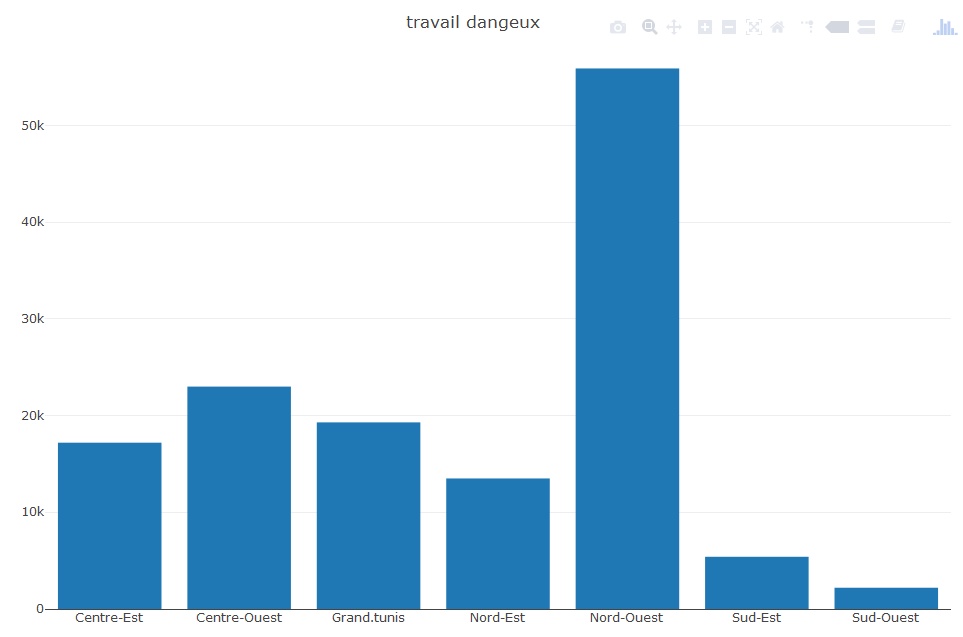 travail dangeux
50k
40k
30k
20k
10k
0
Centre-Est Centre-Ouest Grand.tunis Nord-Est Nord-Ouest Sud-Est Sud-Ouest